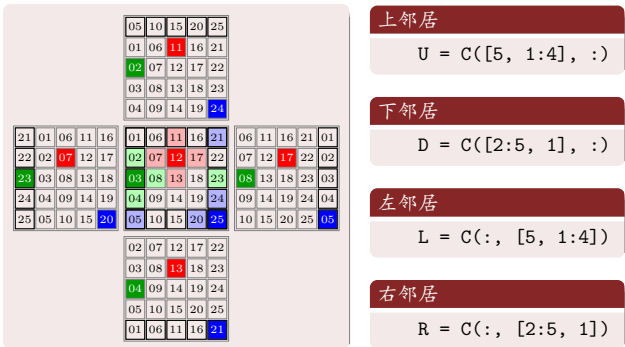 05 10 15 20 25
01 06 11 16 21
02 07 12 17 22
03 08 13 18 23
04 09 14 19 24
21 01 06 11 16
22 02 07 12 17
23 03 08 13 18
24 04 09 14 19
25 05 10 15 20
01 06 11 16 21
02 07 12 17 22
03 08 13 18 23
04 09 14 19 24
05 10 15 20 25
06 11 16 21 01
07 12 17 22 02
08 13 18 23 03
09 14 19 24 04
10 15 20 25 05
02 07 12 17 22
03 08 13 18 23
04 09 14 19 24
05 10 15 20 25
01 06 11 16 21
上邻居
U = C([5, 1:4], :)
下邻居
D = C([2:5, 1], :)
左邻居
L = C(:, [5, 1:4])
右邻居
R = C(:, [2:5, 1])